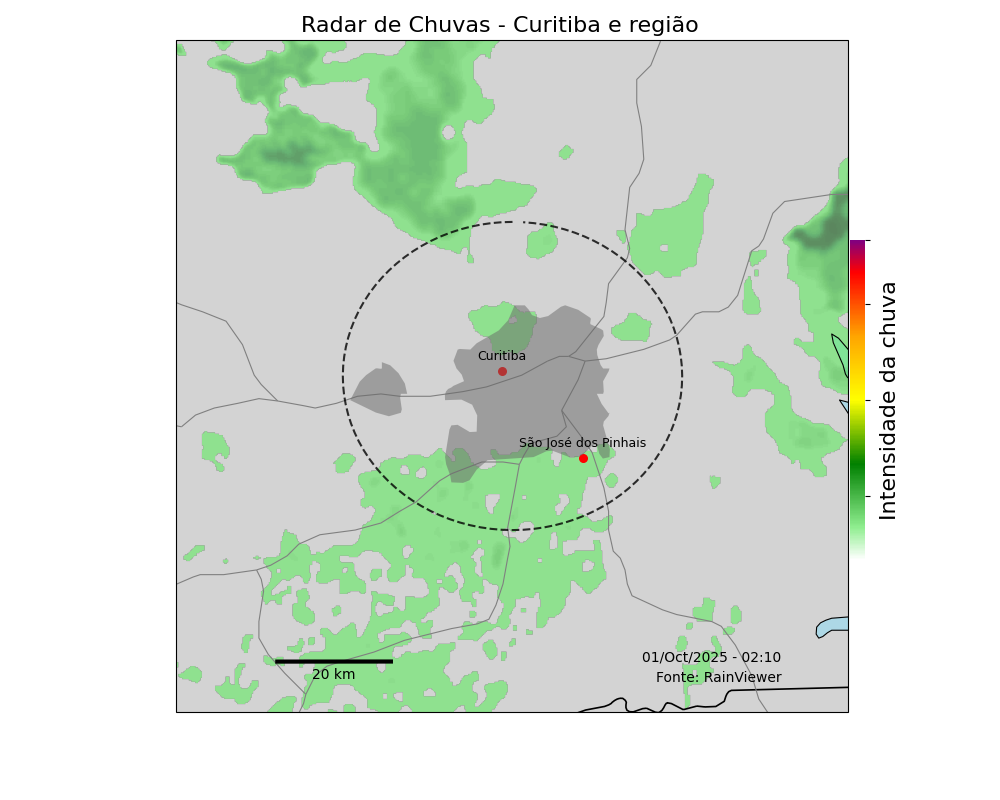 Radar de Chuvas - Curitiba e região
Curitiba
São José dos Pinhais
Intensidade da chuva
01/Oct/2025 - 02:10
20 km
Fonte: RainViewer